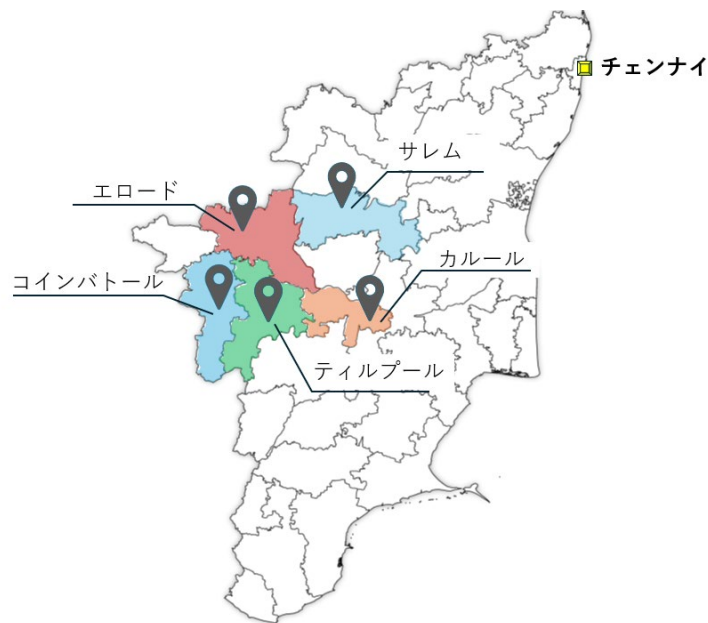 チェンナイ
サレム
エロード
カルール
コインバトール
ティルプール